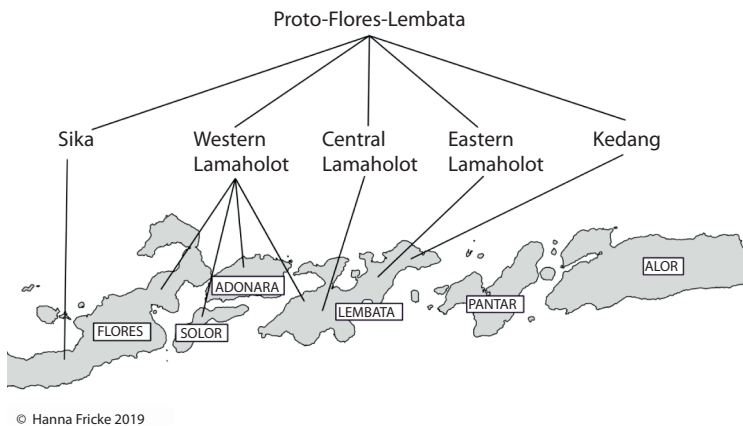 Proto-Flores-Lembata
Sika
Western
Lamaholot
Central
Lamaholot
Eastern
Lamaholot
Kedang
ALOR
ADONARA
PANTAR
LEMBATA
FLORES
SOLOR
© Hanna Fricke 2019